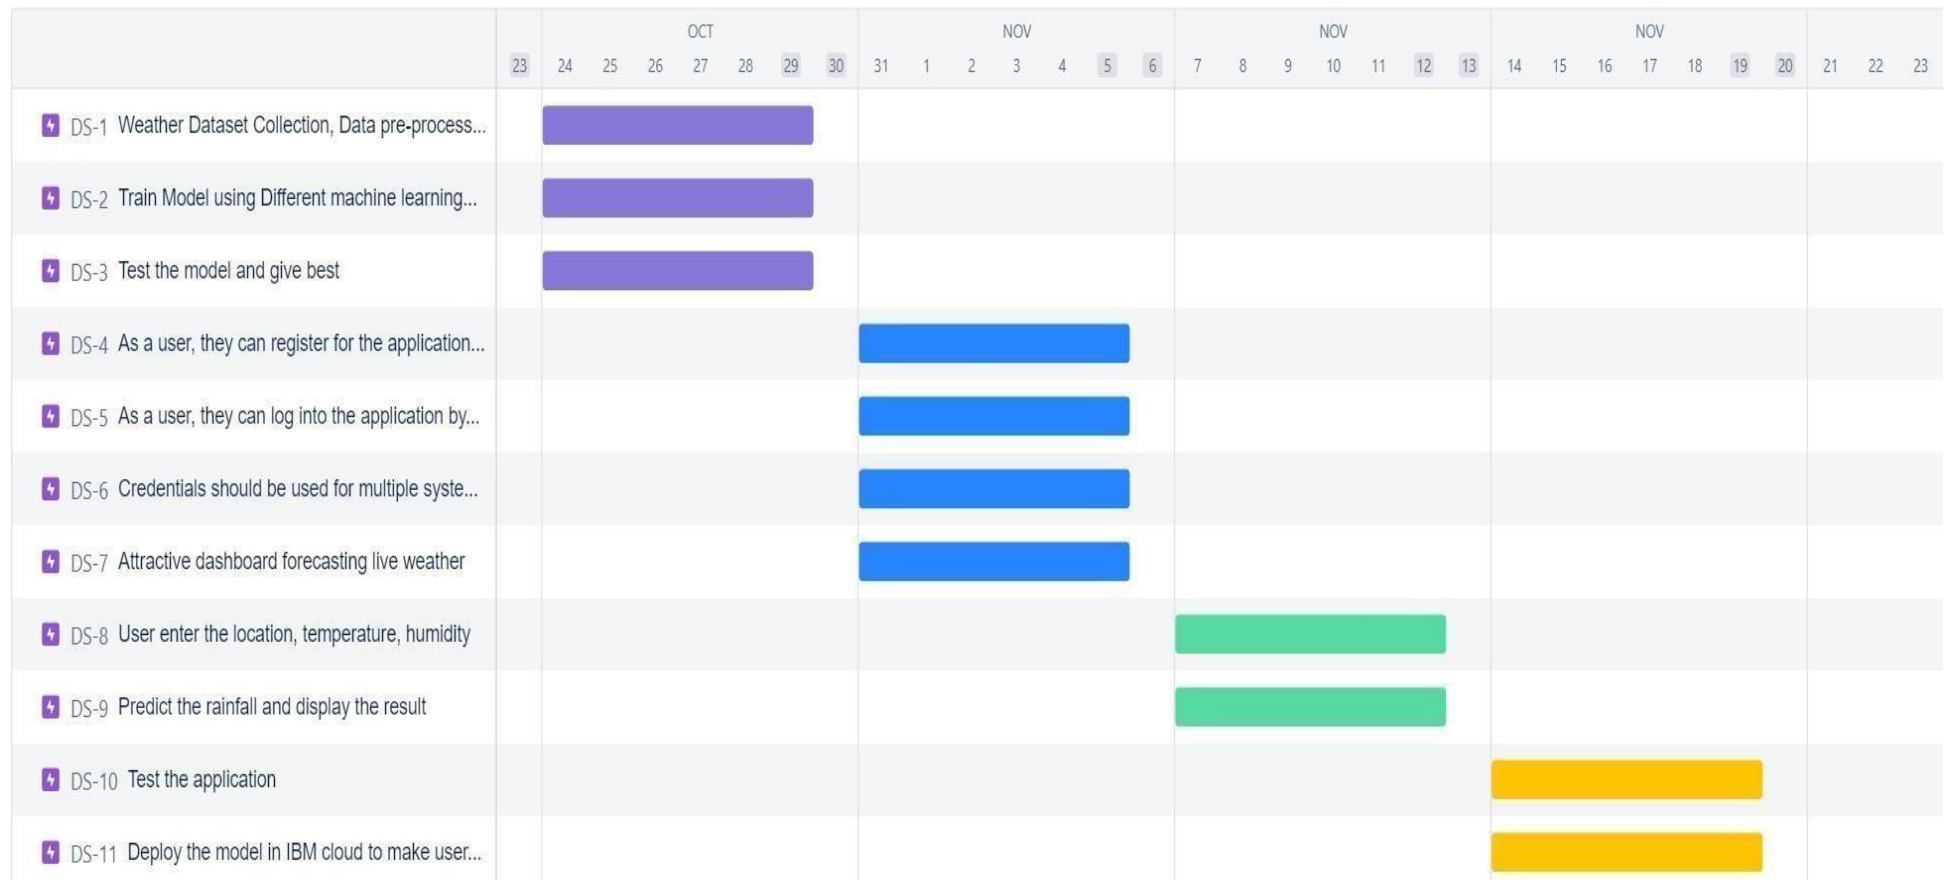 OCT NOV NOV NOV
23 24 25 26 27 28 29 30 31 1 2 3 4 5 6 7 8 9 10 11 12 13 14 15 16 17 18 19 20 21 22 23
DS-1 Weather Dataset Collection, Data pre-process...
DS-2 Train Model using Different machine learning...
DS-3 Test the model and give best
DS-4 As a user, they can register for the application...
DS-5 As a user, they can log into the application by...
DS-6 Credentials should be used for multiple syste...
DS-7 Attractive dashboard forecasting live weather
DS-8 User enter the location, temperature, humidity
DS-9 Predict the rainfall and display the result
DS-10 Test the application
DS-11 Deploy the model in IBM cloud to make user...